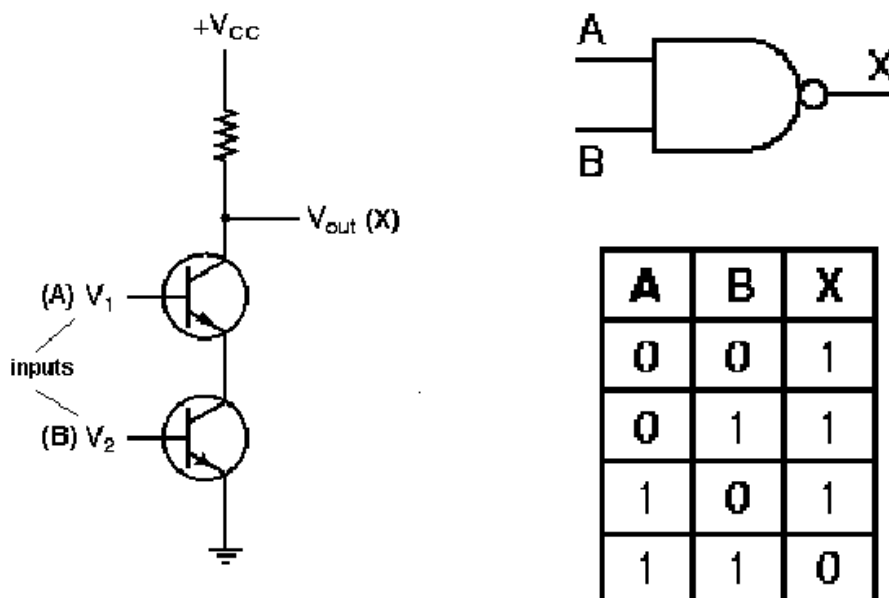 +Vcc
Vout (X)
(A) V1
inputs
(B) V2
A
B
X
A B X
0 0 1
0 1 1
1 0 1
1 1 0